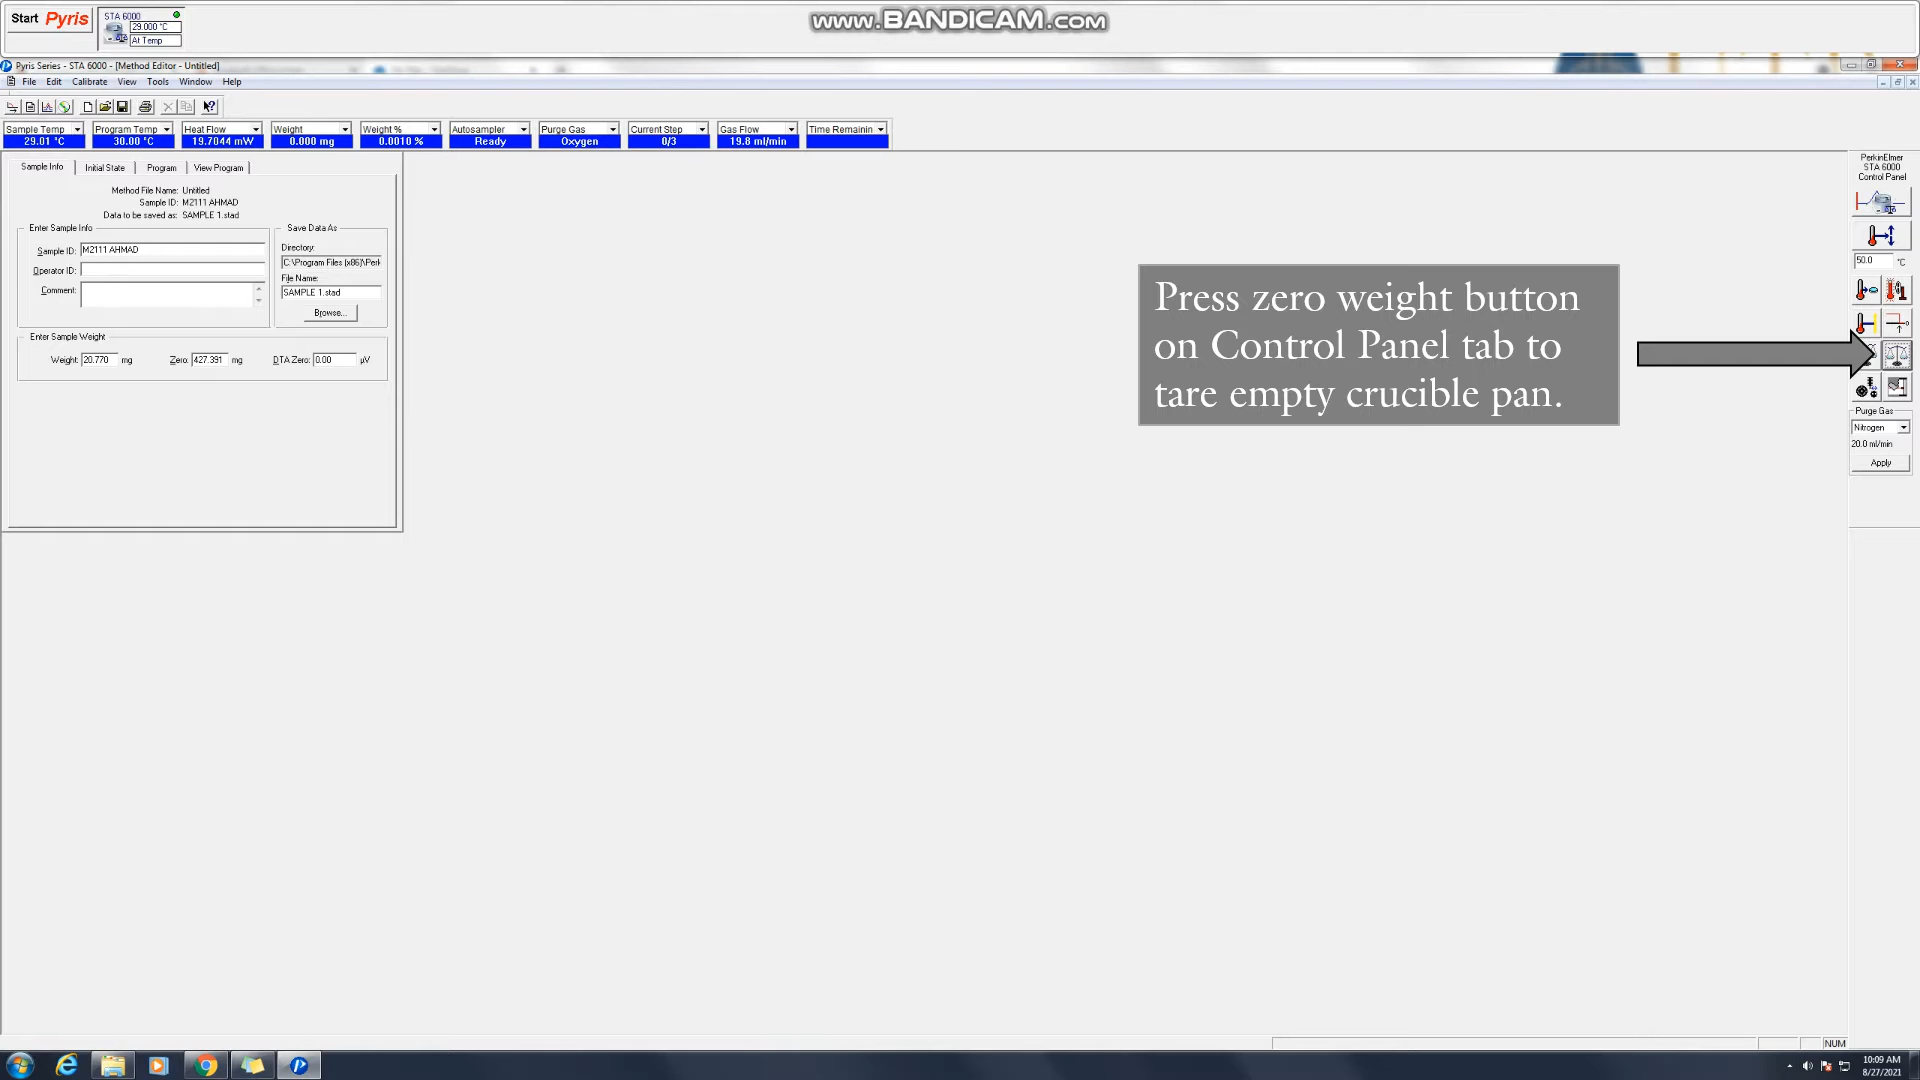 www.BANDICAM.com
Start Pyris
STA 6000
29.000 °C
At Temp
Pyris Series - STA 6000 - [Method Editor - Untitled]
File Edit Calibrate View Tools Window Help
Sample Temp Program Temp Heat Flow Weight Weight % Autosampler Purge Gas Current Step Gas Flow Time Remainin
29.01 °C 30.00 °C 19.7044 mW 0.000 mg 0.0010 % Ready Oxygen 0/3 19.8 ml/min
Sample Info Initial State Program View Program
Method File Name: Untitled
Sample ID: M2111 AHMAD
Data to be saved as: SAMPLE 1.stad
Enter Sample Info
Sample ID: M2111 AHMAD
Operator ID:
Comment:
Save Data As
Directory:
C:\Program Files (x86)\Perk
File Name:
SAMPLE 1.stad
Browse...
Enter Sample Weight
Weight: 20.770 mg Zero: 427.391 mg DTA Zero: 0.00 µV
Press zero weight button
on Control Panel tab to
tare empty crucible pan.
PerkinElmer
STA 6000
Control Panel
50.0 °C
Purge Gas
Nitrogen
20.0 ml/min
Apply
NUM
10:09 AM
8/27/2021